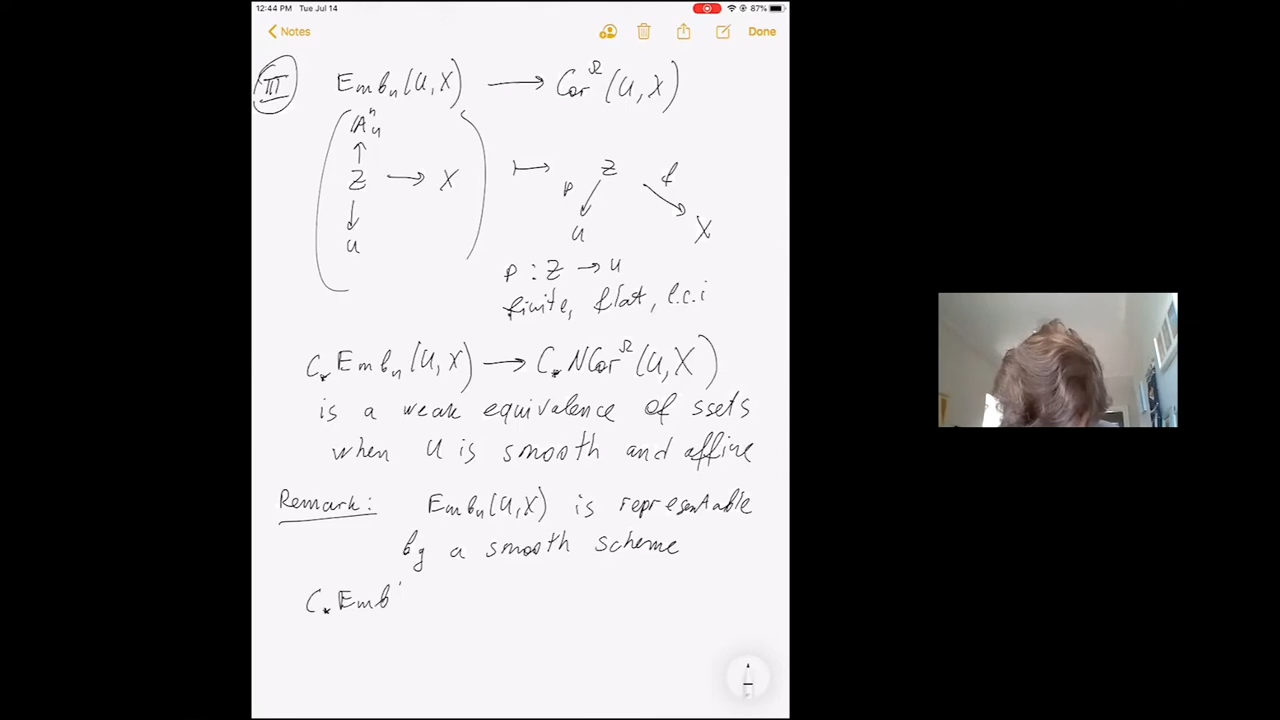 12:44 PM Tue Jul 14
87%
Notes
Done
III Emb_n(U, X) ⟶ Cor^Ω(U, X)
𝔸^n_U
↑
Z ⟶ X ⟼ Z
p f
↓ ↙ ↘
U U X
p : Z → U
finite, flat, l.c.i
C_* Emb_n(U, X) ⟶ C_* NCor^Ω(U, X)
is a weak equivalence of ssets
when U is smooth and affine
Remark: Emb_n(U, X) is representable
by a smooth scheme
C_* Emb